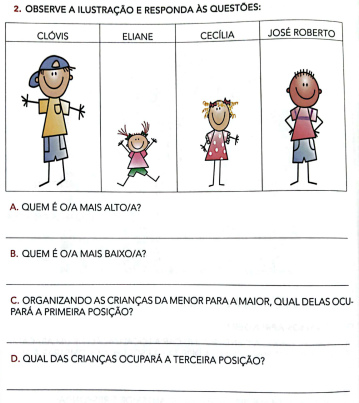 2. OBSERVE A ILUSTRAÇÃO E RESPONDA ÀS QUESTÕES:
CLÓVIS ELIANE CECÍLIA JOSÉ ROBERTO
A. QUEM É O/A MAIS ALTO/A?
B. QUEM É O/A MAIS BAIXO/A?
C. ORGANIZANDO AS CRIANÇAS DA MENOR PARA A MAIOR, QUAL DELAS OCU-
PARÁ A PRIMEIRA POSIÇÃO?
D. QUAL DAS CRIANÇAS OCUPARÁ A TERCEIRA POSIÇÃO?